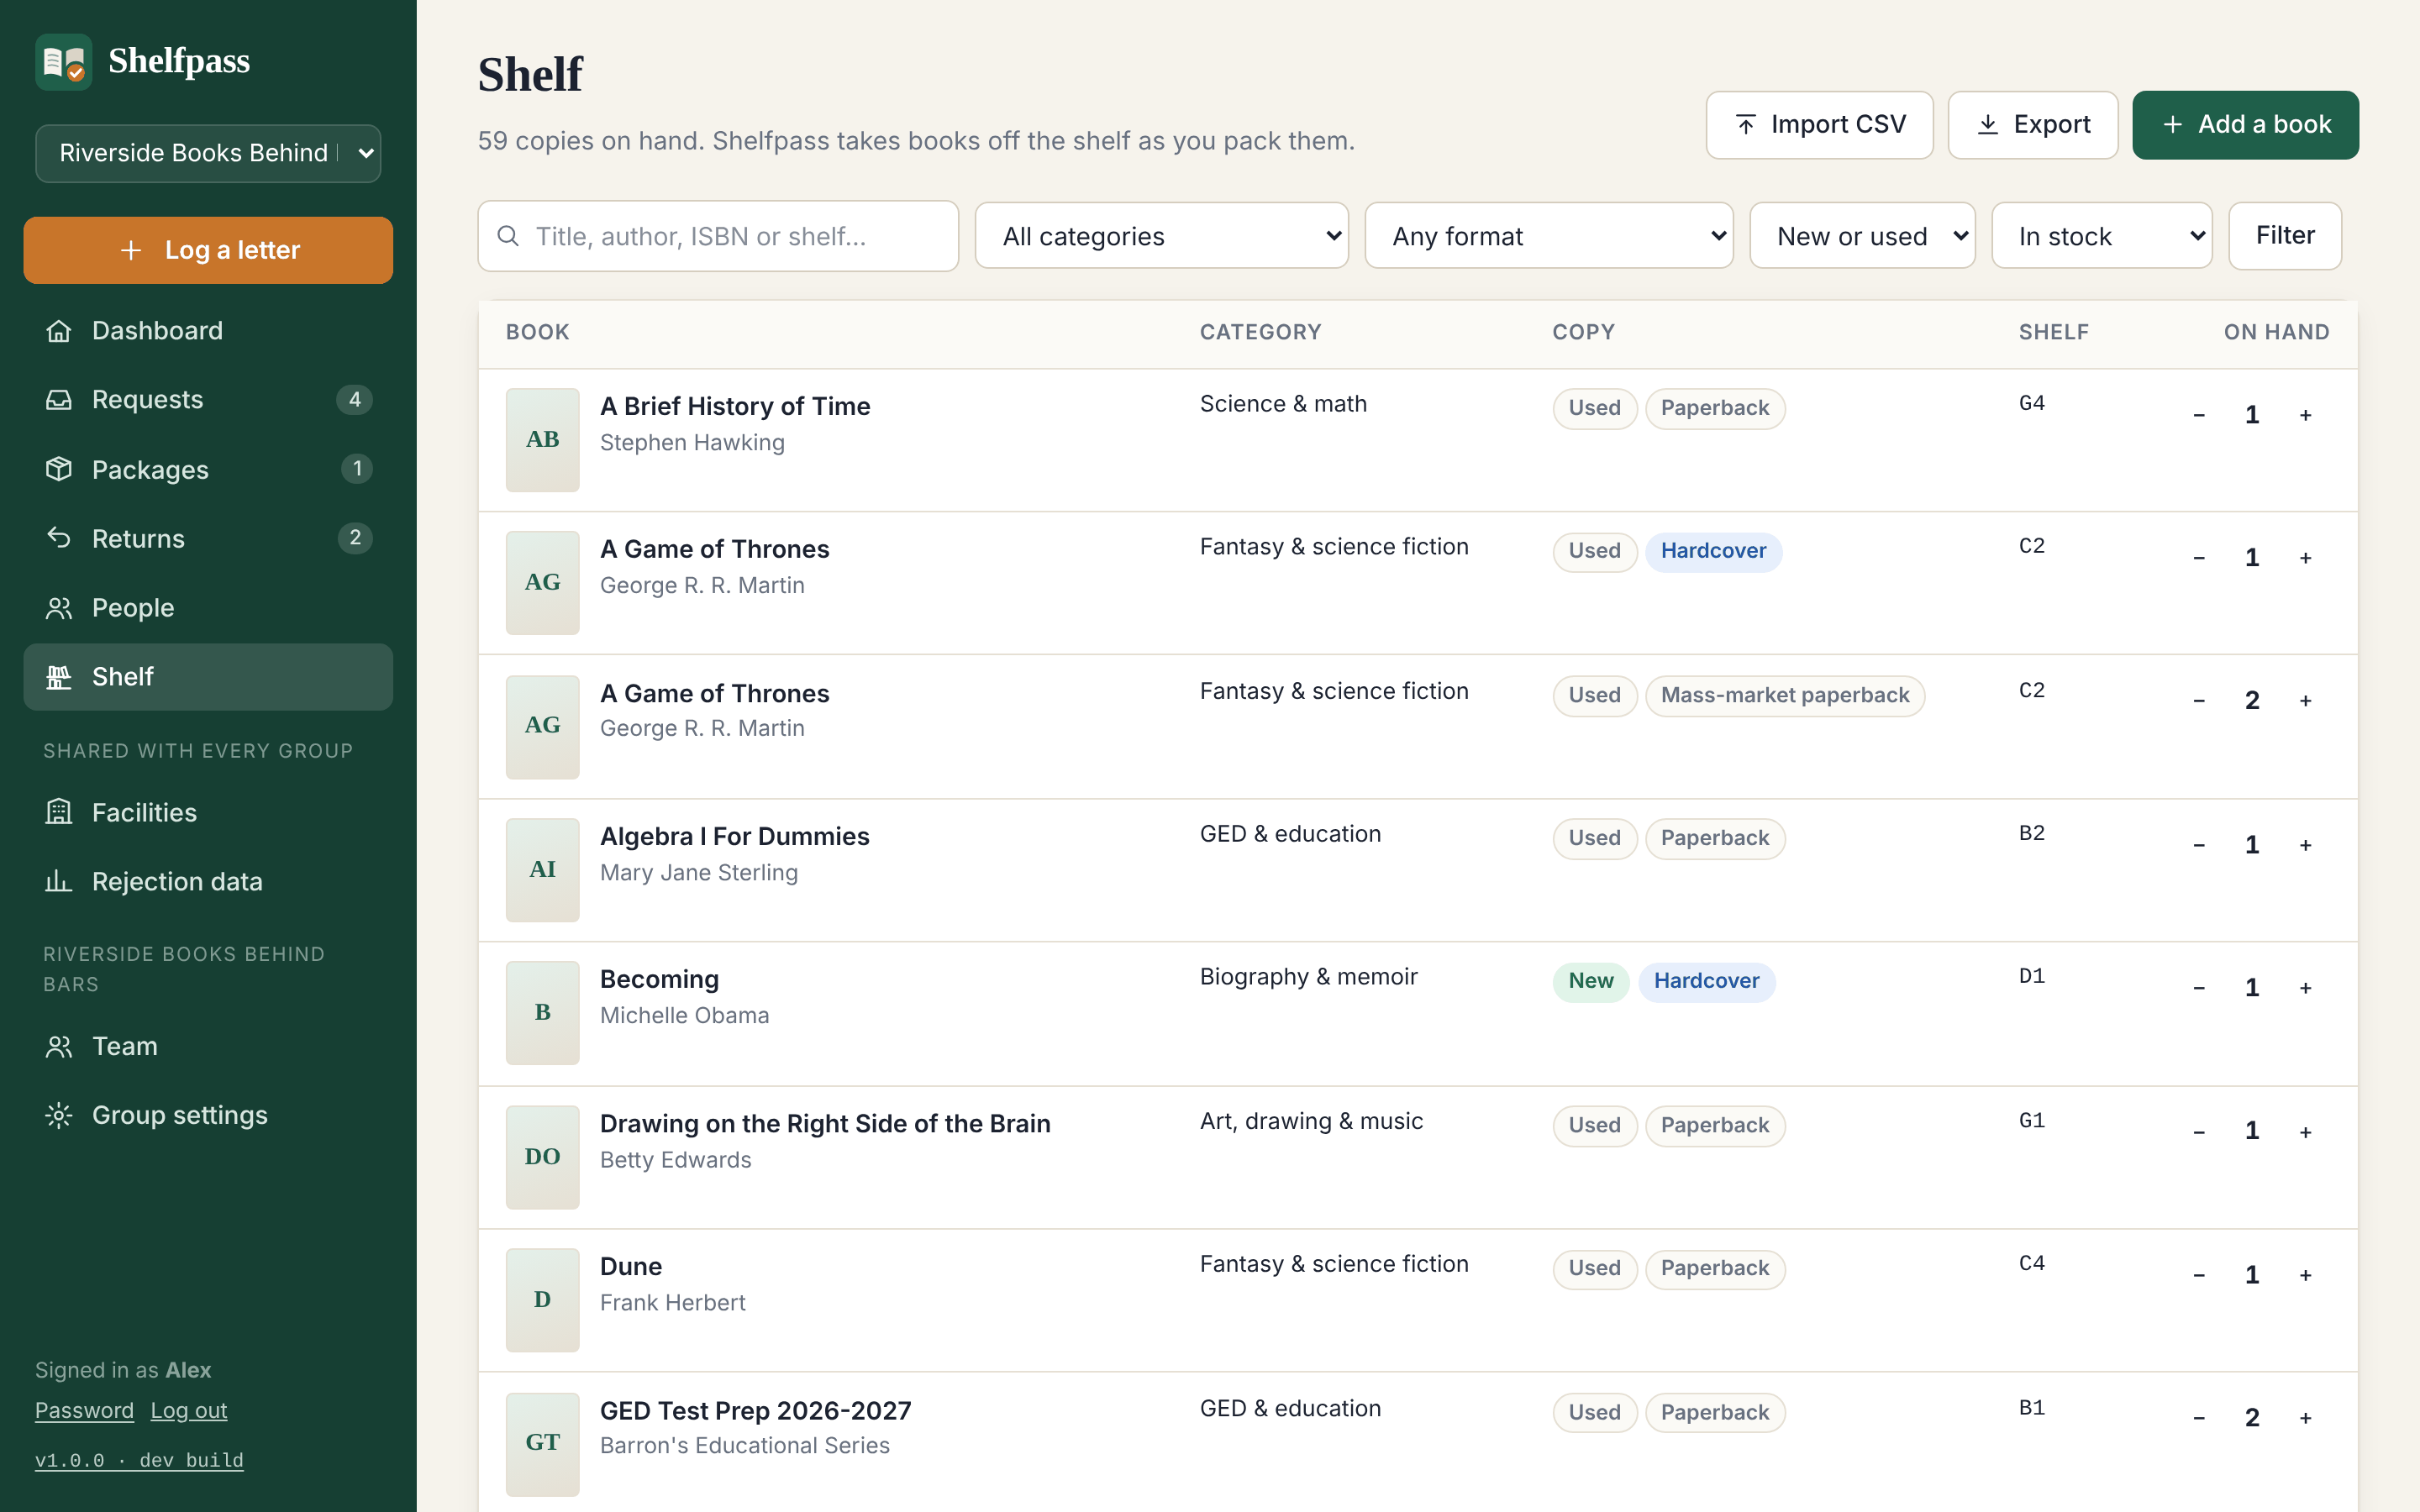 Shelfpass
Riverside Books Behind
Log a letter
Dashboard
Requests 4
Packages 1
Returns 2
People
Shelf
SHARED WITH EVERY GROUP
Facilities
Rejection data
RIVERSIDE BOOKS BEHIND
BARS
Team
Group settings
Signed in as Alex
Password Log out
v1.0.0 · dev build
Shelf
59 copies on hand. Shelfpass takes books off the shelf as you pack them.
Import CSV
Export
+ Add a book
Title, author, ISBN or shelf...
All categories
Any format
New or used
In stock
Filter
BOOK CATEGORY COPY SHELF ON HAND
AB A Brief History of Time Science & math Used Paperback G4 − 1 +
Stephen Hawking
AG A Game of Thrones Fantasy & science fiction Used Hardcover C2 − 1 +
George R. R. Martin
AG A Game of Thrones Fantasy & science fiction Used Mass-market paperback C2 − 2 +
George R. R. Martin
AI Algebra I For Dummies GED & education Used Paperback B2 − 1 +
Mary Jane Sterling
B Becoming Biography & memoir New Hardcover D1 − 1 +
Michelle Obama
DO Drawing on the Right Side of the Brain Art, drawing & music Used Paperback G1 − 1 +
Betty Edwards
D Dune Fantasy & science fiction Used Paperback C4 − 1 +
Frank Herbert
GT GED Test Prep 2026-2027 GED & education Used Paperback B1 − 2 +
Barron's Educational Series